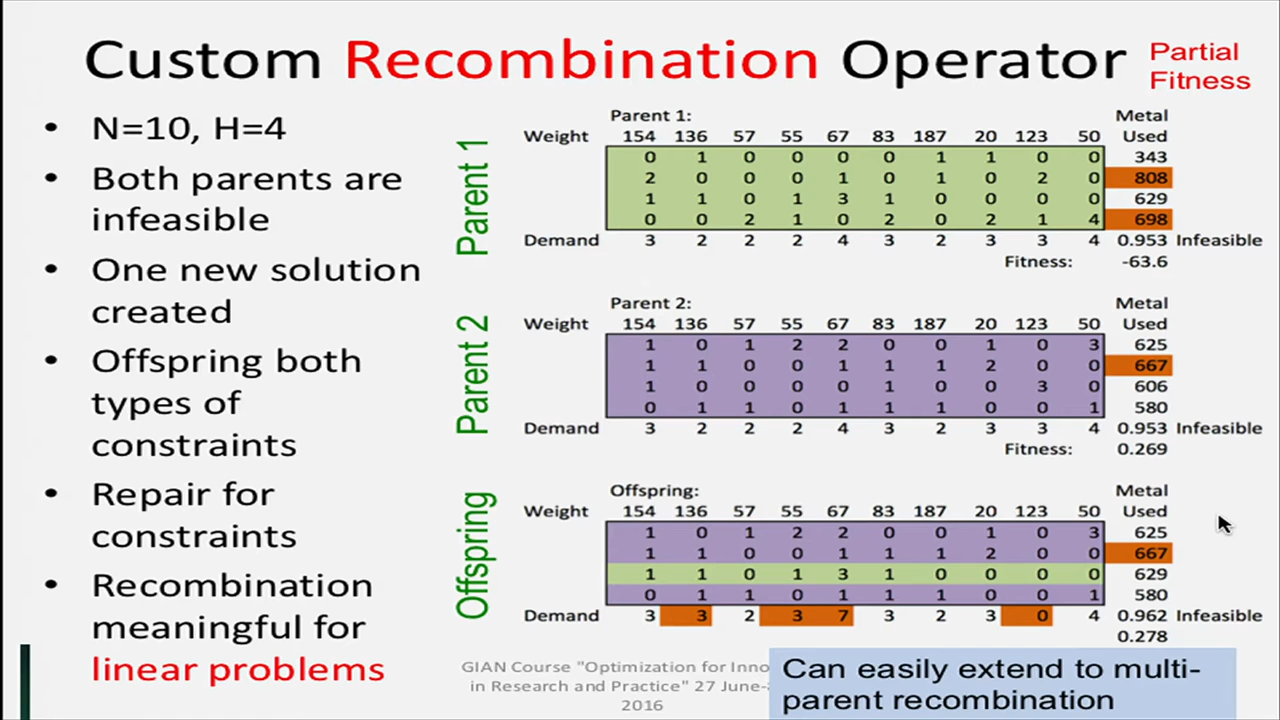 Custom Recombination Operator
Partial
Fitness
• N=10, H=4
• Both parents are
infeasible
• One new solution
created
• Offspring both
types of
constraints
• Repair for
constraints
• Recombination
meaningful for
linear problems
Parent 1
Parent 1: Metal
Weight 154 136 57 55 67 83 187 20 123 50 Used
0 1 0 0 0 0 1 1 0 0 343
2 0 0 0 1 0 1 0 2 0 808
1 1 0 1 3 1 0 0 0 0 629
0 0 2 1 0 2 0 2 1 4 698
Demand 3 2 2 2 4 3 2 3 3 4 0.953 Infeasible
Fitness: -63.6
Parent 2
Parent 2: Metal
Weight 154 136 57 55 67 83 187 20 123 50 Used
1 0 1 2 2 0 0 1 0 3 625
1 1 0 0 1 1 1 2 0 0 667
1 0 0 0 0 1 0 0 3 0 606
0 1 1 0 1 1 1 0 0 1 580
Demand 3 2 2 2 4 3 2 3 3 4 0.953 Infeasible
Fitness: 0.269
Offspring
Offspring: Metal
Weight 154 136 57 55 67 83 187 20 123 50 Used
1 0 1 2 2 0 0 1 0 3 625
1 1 0 0 1 1 1 2 0 0 667
1 1 0 1 3 1 0 0 0 0 629
0 1 1 0 1 1 1 0 0 1 580
Demand 3 3 2 3 7 3 2 3 0 4 0.962 Infeasible
0.278
GIAN Course "Optimization for Inno
in Research and Practice" 27 June-
2016
Can easily extend to multi-
parent recombination